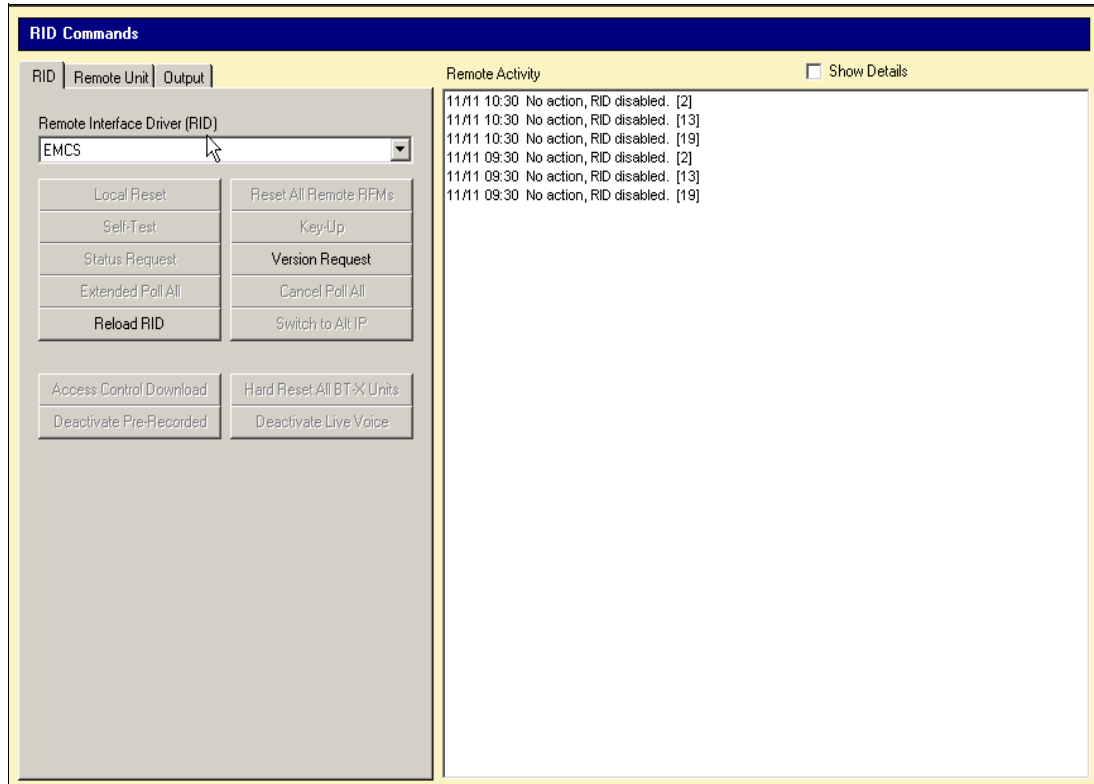 RID Commands
RID Remote Unit Output
Remote Activity
Show Details
Remote Interface Driver (RID)
EMCS
Local Reset
Reset All Remote RFMs
Self-Test
Key-Up
Status Request
Version Request
Extended Poll All
Cancel Poll All
Reload RID
Switch to Alt IP
Access Control Download
Hard Reset All BT-X Units
Deactivate Pre-Recorded
Deactivate Live Voice
11/11 10:30 No action, RID disabled. [2]
11/11 10:30 No action, RID disabled. [13]
11/11 10:30 No action, RID disabled. [19]
11/11 09:30 No action, RID disabled. [2]
11/11 09:30 No action, RID disabled. [13]
11/11 09:30 No action, RID disabled. [19]